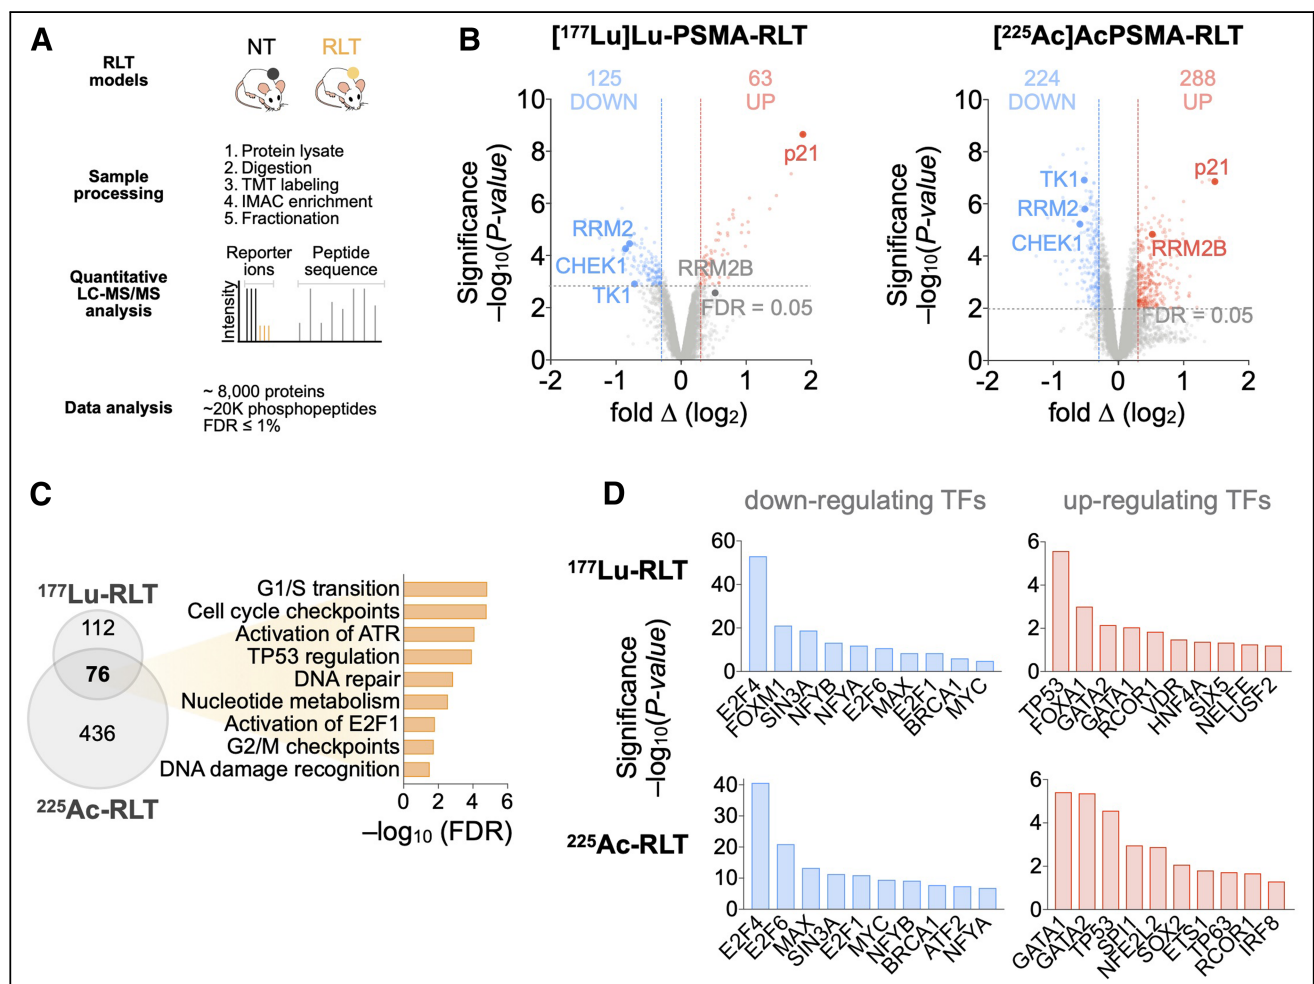 A
RLT
models
NT
RLT
Sample
processing
1. Protein lysate
2. Digestion
3. TMT labeling
4. IMAC enrichment
5. Fractionation
Quantitative
LC-MS/MS
analysis
Reporter
ions
Peptide
sequence
Intensity
Data analysis
~ 8,000 proteins
~20K phosphopeptides
FDR ≤ 1%
B
[¹⁷⁷Lu]Lu-PSMA-RLT
125
DOWN
63
UP
Significance
–log₁₀(P-value)
10
8
6
4
2
0
p21
RRM2
CHEK1
TK1
RRM2B
FDR = 0.05
-2
-1
0
1
2
fold Δ (log₂)
[²²⁵Ac]AcPSMA-RLT
224
DOWN
288
UP
Significance
–log₁₀(P-value)
10
8
6
4
2
0
TK1
RRM2
CHEK1
p21
RRM2B
FDR = 0.05
-2
-1
0
1
2
fold Δ (log₂)
C
¹⁷⁷Lu-RLT
112
76
436
²²⁵Ac-RLT
G1/S transition
Cell cycle checkpoints
Activation of ATR
TP53 regulation
DNA repair
Nucleotide metabolism
Activation of E2F1
G2/M checkpoints
DNA damage recognition
0
2
4
6
–log₁₀ (FDR)
D
down-regulating TFs
up-regulating TFs
¹⁷⁷Lu-RLT
Significance
–log₁₀(P-value)
²²⁵Ac-RLT
60
40
20
0
E2F4
FOXM1
SIN3A
NFYB
NFYA
E2F6
MAX
E2F1
BRCA1
MYC
6
4
2
0
TP53
FOXA1
GATA2
GATA1
RCOR1
VDR
HNF4A
SIX5
NELFE
USF2
40
30
20
10
0
E2F4
E2F6
MAX
SIN3A
E2F1
MYC
NFYB
BRCA1
ATF2
NFYA
6
4
2
0
GATA1
GATA2
TP53
SPI1
NFE2L2
SOX2
ETS1
TP63
RCOR1
IRF8